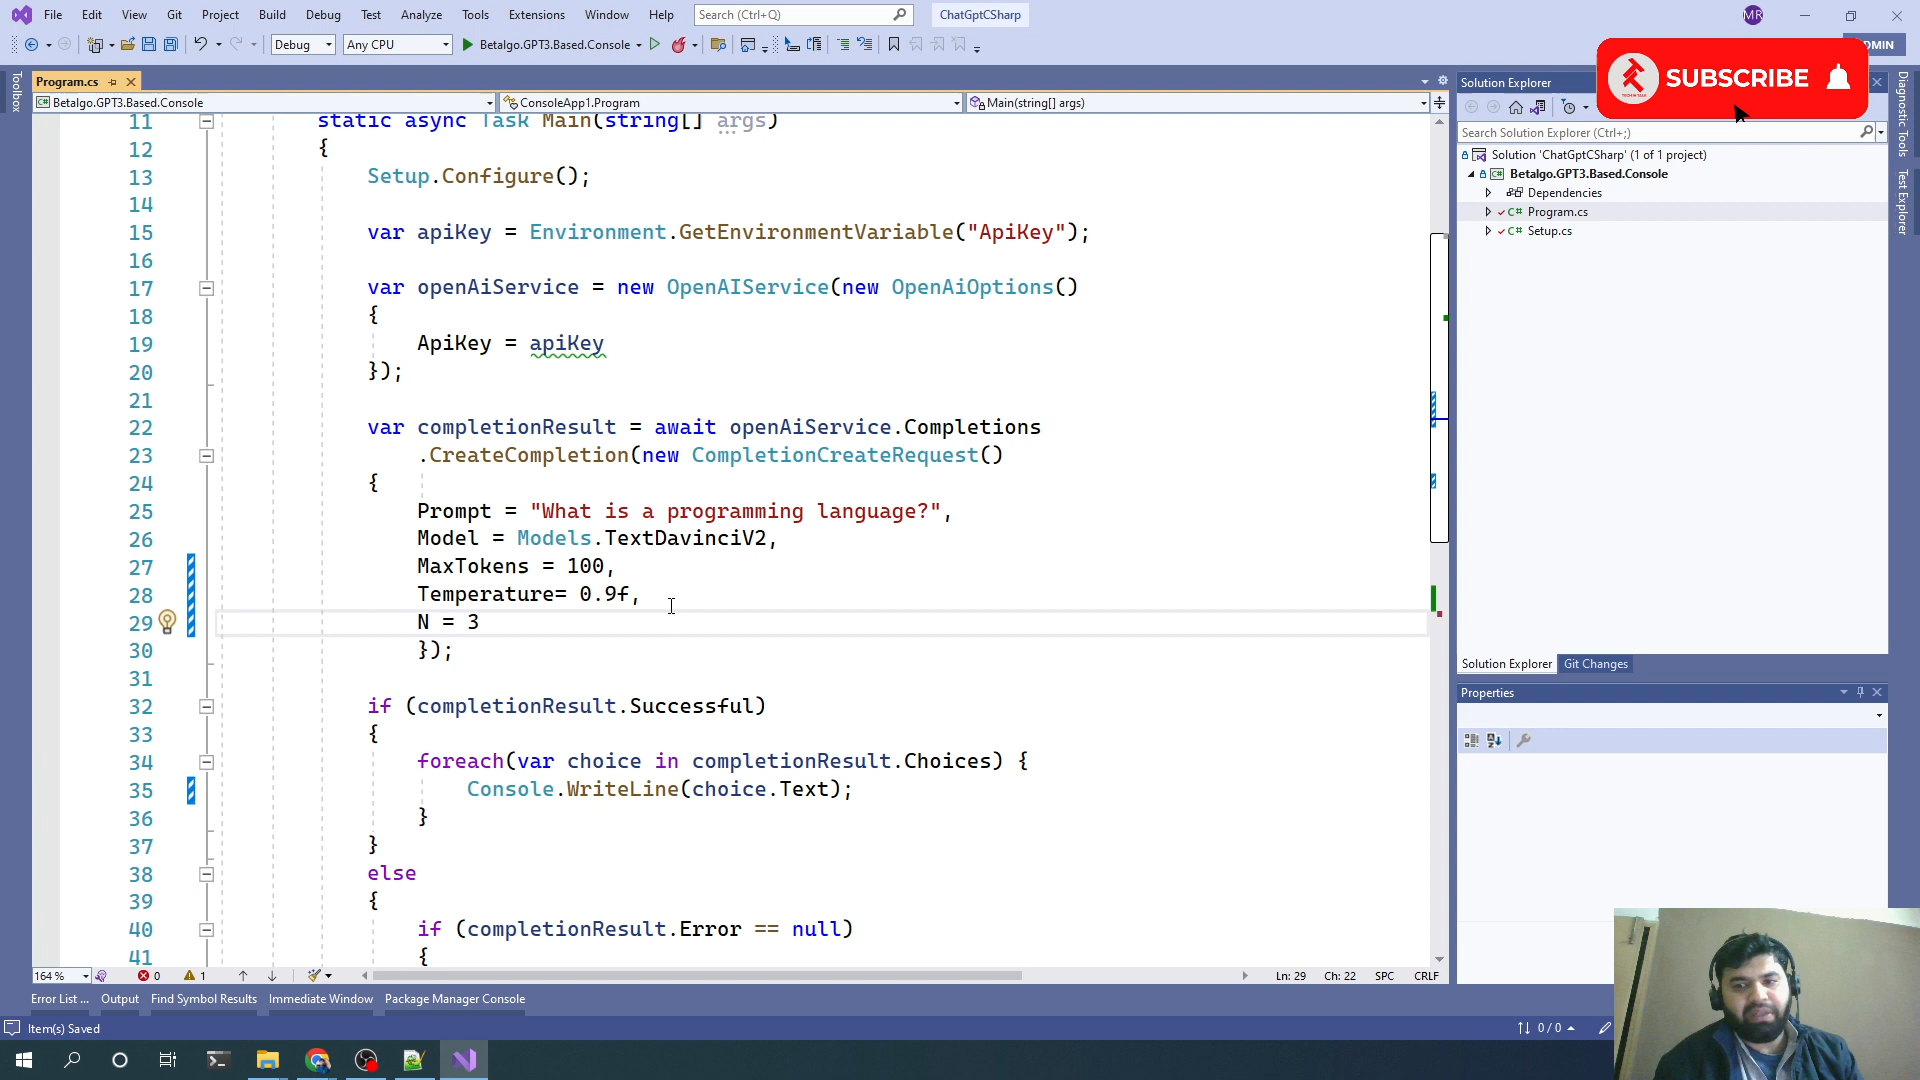 File Edit View Git Project Build Debug Test Analyze Tools Extensions Window Help Search (Ctrl+Q) ChatGptCSharp MR
Debug Any CPU Betalgo.GPT3.Based.Console
SUBSCRIBE
Program.cs
Betalgo.GPT3.Based.Console ConsoleApp1.Program Main(string[] args)
11 static async Task Main(string[] args)
12 {
13 Setup.Configure();
14
15 var apiKey = Environment.GetEnvironmentVariable("ApiKey");
16
17 var openAiService = new OpenAIService(new OpenAiOptions()
18 {
19 ApiKey = apiKey
20 });
21
22 var completionResult = await openAiService.Completions
23 .CreateCompletion(new CompletionCreateRequest()
24 {
25 Prompt = "What is a programming language?",
26 Model = Models.TextDavinciV2,
27 MaxTokens = 100,
28 Temperature= 0.9f,
29 N = 3
30 });
31
32 if (completionResult.Successful)
33 {
34 foreach(var choice in completionResult.Choices) {
35 Console.WriteLine(choice.Text);
36 }
37 }
38 else
39 {
40 if (completionResult.Error == null)
41 {
164 % 0 1 Ln: 29 Ch: 22 SPC CRLF
Error List ... Output Find Symbol Results Immediate Window Package Manager Console
Item(s) Saved 0 / 0
Toolbox
Solution Explorer
Search Solution Explorer (Ctrl+;)
Solution 'ChatGptCSharp' (1 of 1 project)
Betalgo.GPT3.Based.Console
Dependencies
C# Program.cs
C# Setup.cs
Solution Explorer Git Changes
Properties
Diagnostic Tools
Test Explorer